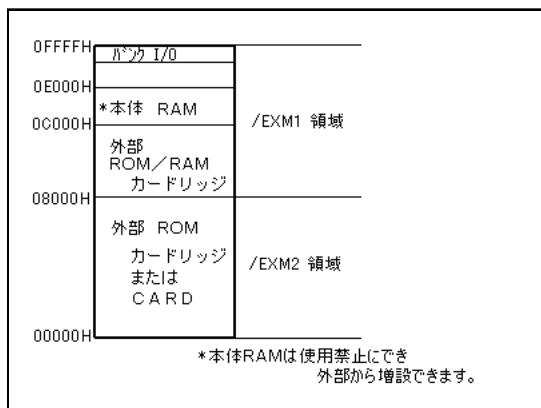 0FFFFH
バンク I/O
0E000H
*本体 RAM
0C000H
/EXM1 領域
外部
ROM/RAM
カードリッジ
08000H
外部 ROM
カードリッジ
または
CARD
/EXM2 領域
00000H
*本体RAMは使用禁止にでき
外部から増設できます。